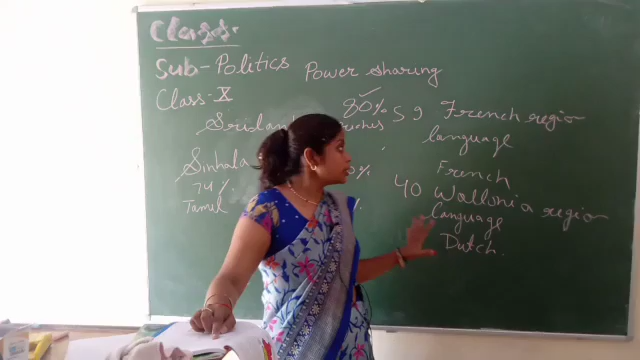 Class
Sub-Politics Power sharing
Class-X
80%
59 French region
language
Sinhala
French
74%
40 Wallonia region
Tamil
Language
Dutch.